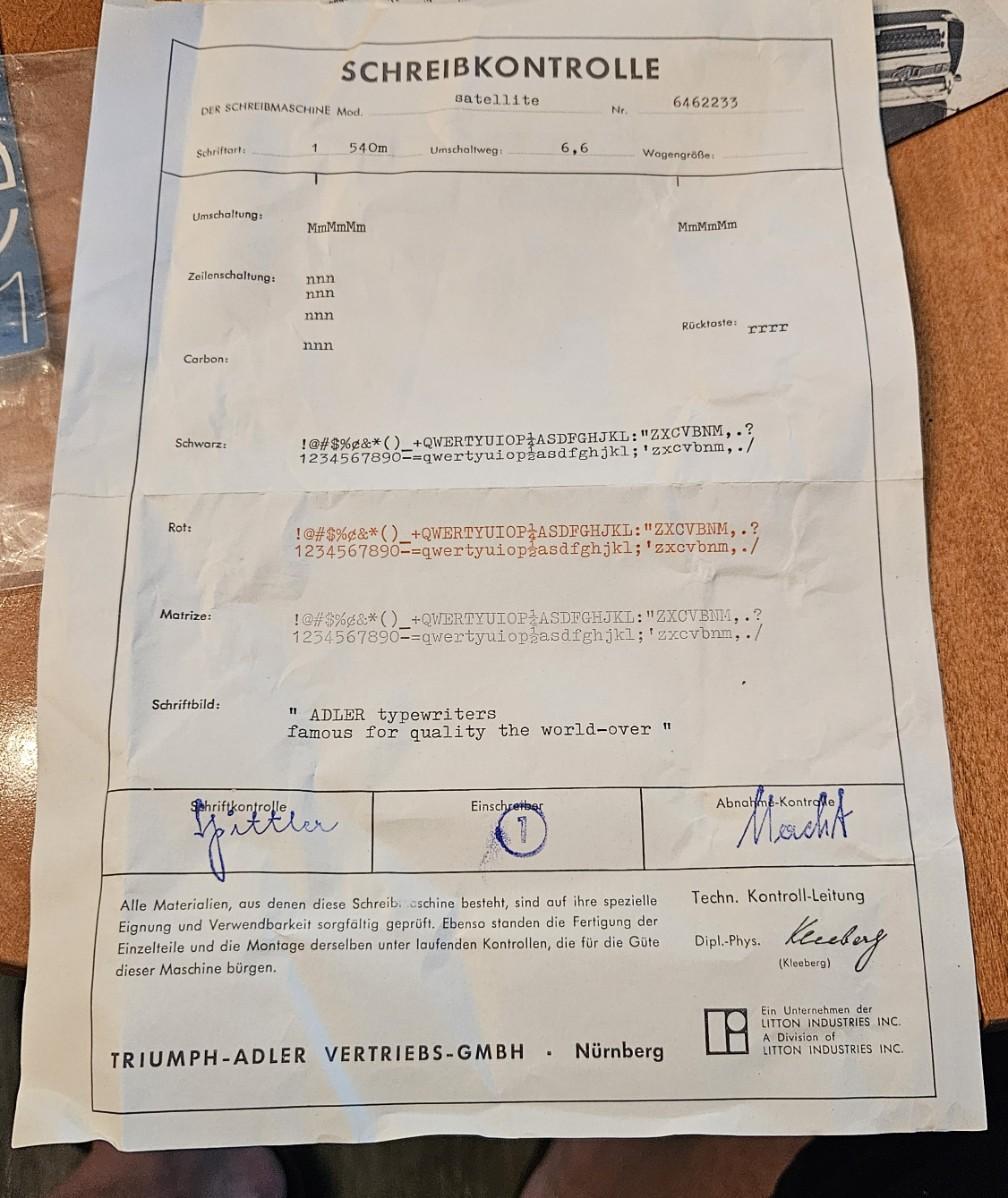 SCHREIBKONTROLLE
DER SCHREIBMASCHINE Mod. satellite Nr. 6462233
Schriftart: 1 540m Umschaltweg: 6,6 Wagengröße:
Umschaltung: MmMmMm MmMmMm
Zeilenschaltung: nnn
nnn
nnn
Rücktaste: rrrr
nnn
Carbon:
Schwarz: !@#$%¢&*()_+QWERTYUIOP¼ASDFGHJKL:"ZXCVBNM,.?
1234567890-=qwertyuiop½asdfghjkl;'zxcvbnm,./
Rot: !@#$%¢&*()_+QWERTYUIOP¼ASDFGHJKL:"ZXCVBNM,.?
1234567890-=qwertyuiop½asdfghjkl;'zxcvbnm,./
Matrize: !@#$%¢&*()_+QWERTYUIOP¼ASDFGHJKL:"ZXCVBNM,.?
1234567890-=qwertyuiop½asdfghjkl;'zxcvbnm,./
Schriftbild: " ADLER typewriters
famous for quality the world-over "
Schriftkontrolle Einschreiber Abnahme-Kontrolle
Spittler 1 Macht
Alle Materialien, aus denen diese Schreibmaschine besteht, sind auf ihre spezielle
Eignung und Verwendbarkeit sorgfältig geprüft. Ebenso standen die Fertigung der
Einzelteile und die Montage derselben unter laufenden Kontrollen, die für die Güte
dieser Maschine bürgen.
Techn. Kontroll-Leitung
Dipl.-Phys. Kleeberg
(Kleeberg)
TRIUMPH-ADLER VERTRIEBS-GMBH · Nürnberg
Ein Unternehmen der
LITTON INDUSTRIES INC.
A Division of
LITTON INDUSTRIES INC.